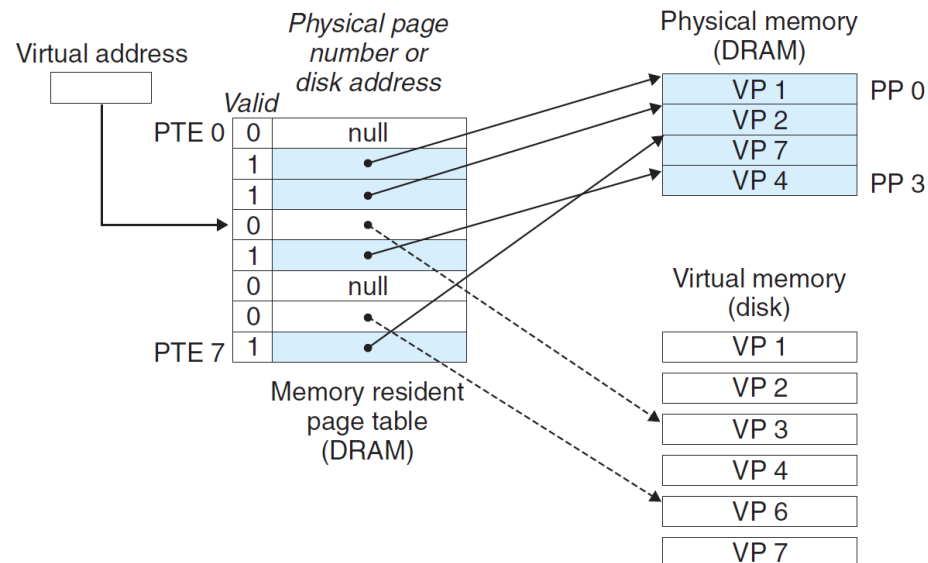 Virtual address
Physical page
number or
disk address
Valid
PTE 0
0 null
1
1
0
1
0 null
0
1
PTE 7
Memory resident
page table
(DRAM)
Physical memory
(DRAM)
VP 1 PP 0
VP 2
VP 7
VP 4 PP 3
Virtual memory
(disk)
VP 1
VP 2
VP 3
VP 4
VP 6
VP 7